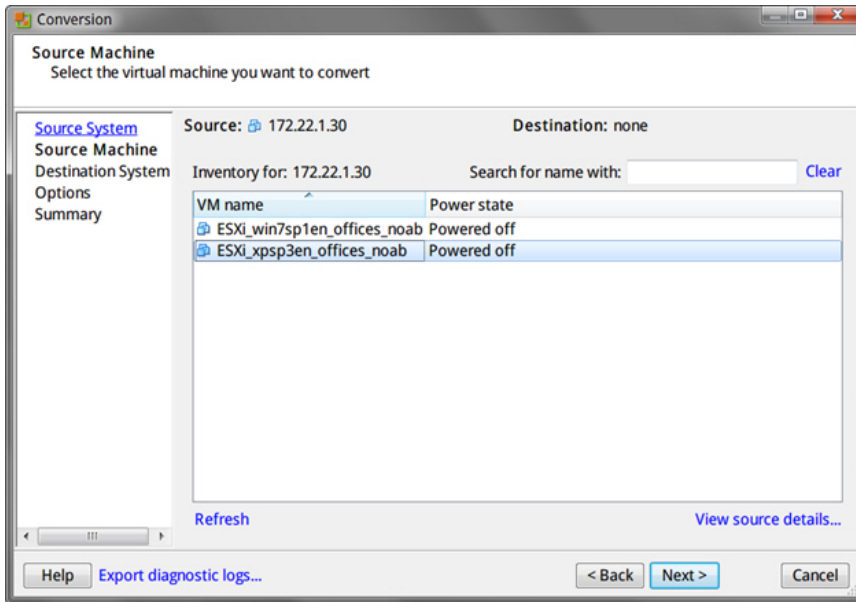 Conversion
Source Machine
Select the virtual machine you want to convert
Source System
Source Machine
Destination System
Options
Summary
Source: 172.22.1.30 Destination: none
Inventory for: 172.22.1.30 Search for name with: Clear
VM name Power state
ESXi_win7sp1en_offices_noab Powered off
ESXi_xpsp3en_offices_noab Powered off
Refresh View source details...
Help Export diagnostic logs... < Back Next > Cancel